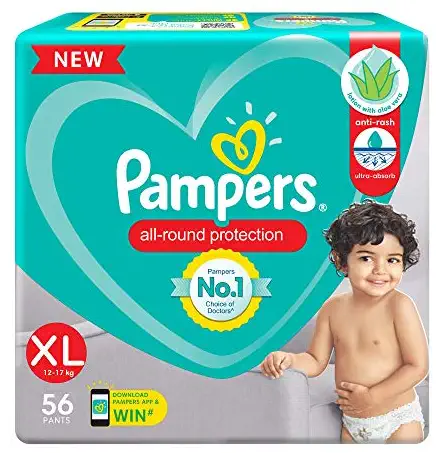 NEW
lotion with aloe vera
anti-rash
ultra-absorb
Pampers®
all-round protection
Pampers
No.1
Choice of
Doctors^
XL
12-17 kg
56
PANTS
DOWNLOAD
PAMPERS APP &
WIN#